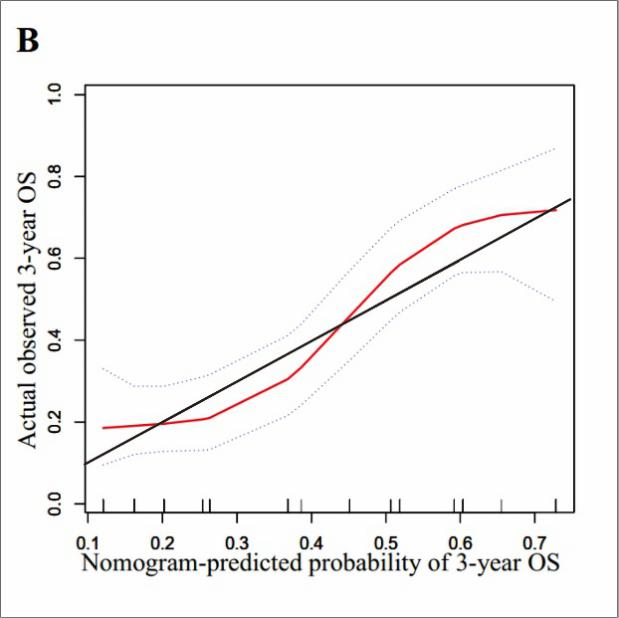 B
1.0
0.8
0.6
0.4
0.2
0.0
Actual observed 3-year OS
0.1 0.2 0.3 0.4 0.5 0.6 0.7
Nomogram-predicted probability of 3-year OS